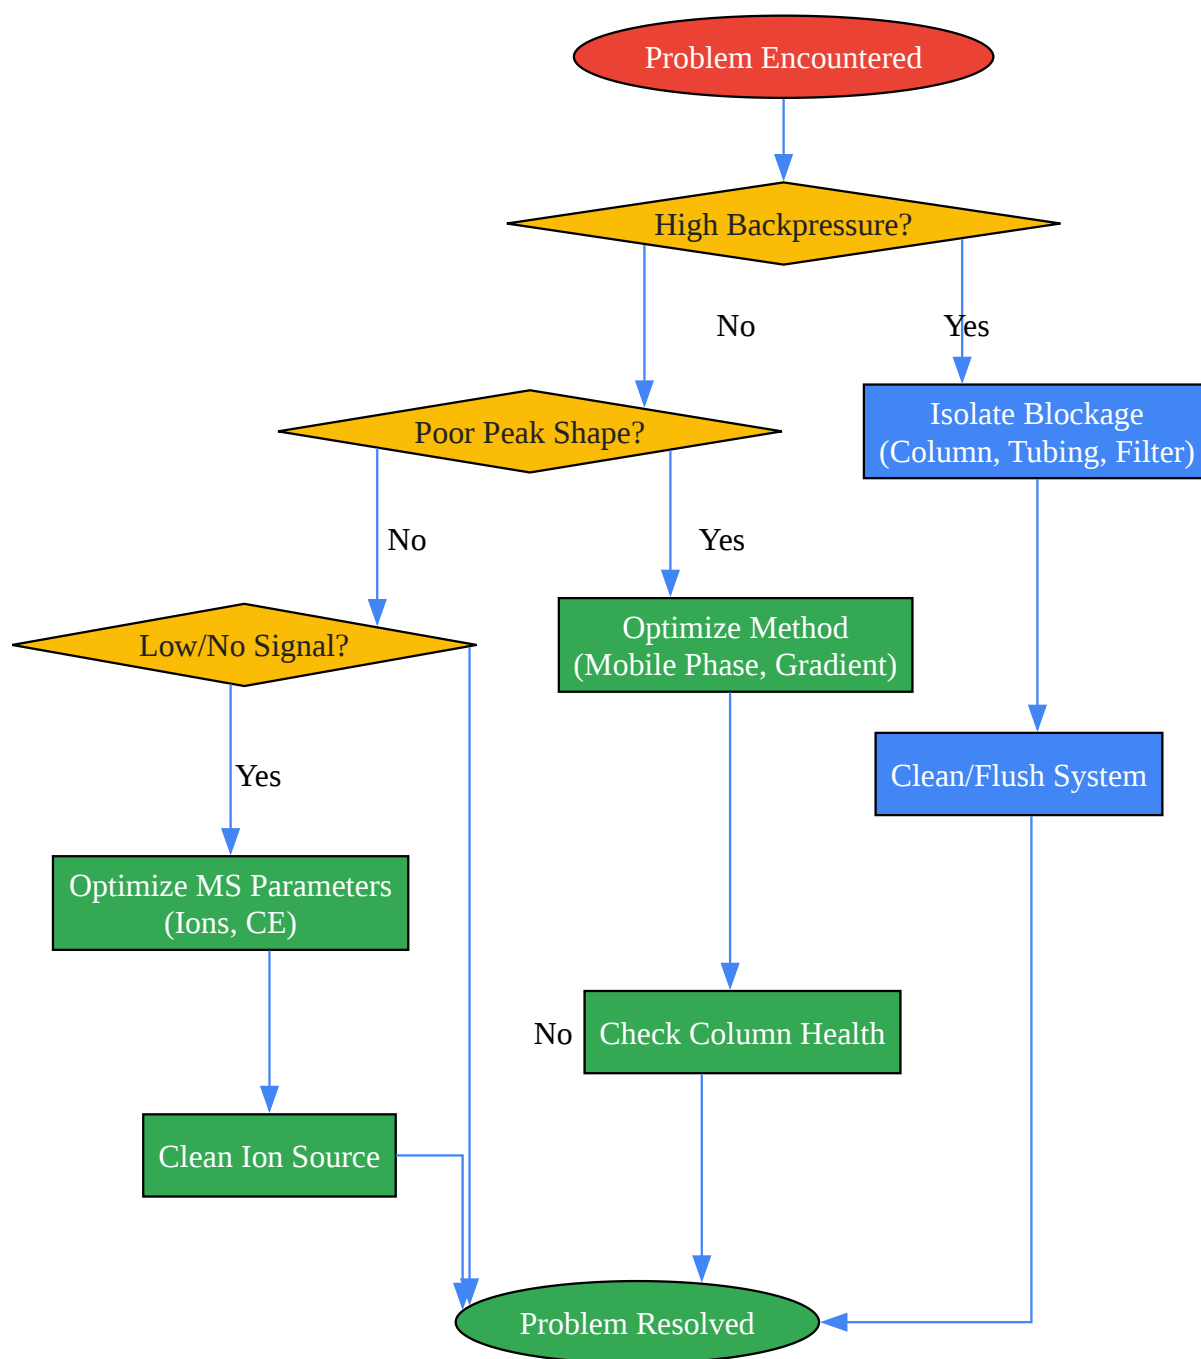 Problem Encountered
High Backpressure?
No
Yes
Isolate Blockage
(Column, Tubing, Filter)
Poor Peak Shape?
No
Yes
Optimize Method
(Mobile Phase, Gradient)
Low/No Signal?
Yes
Clean/Flush System
Optimize MS Parameters
(Ions, CE)
No
Check Column Health
Clean Ion Source
Problem Resolved